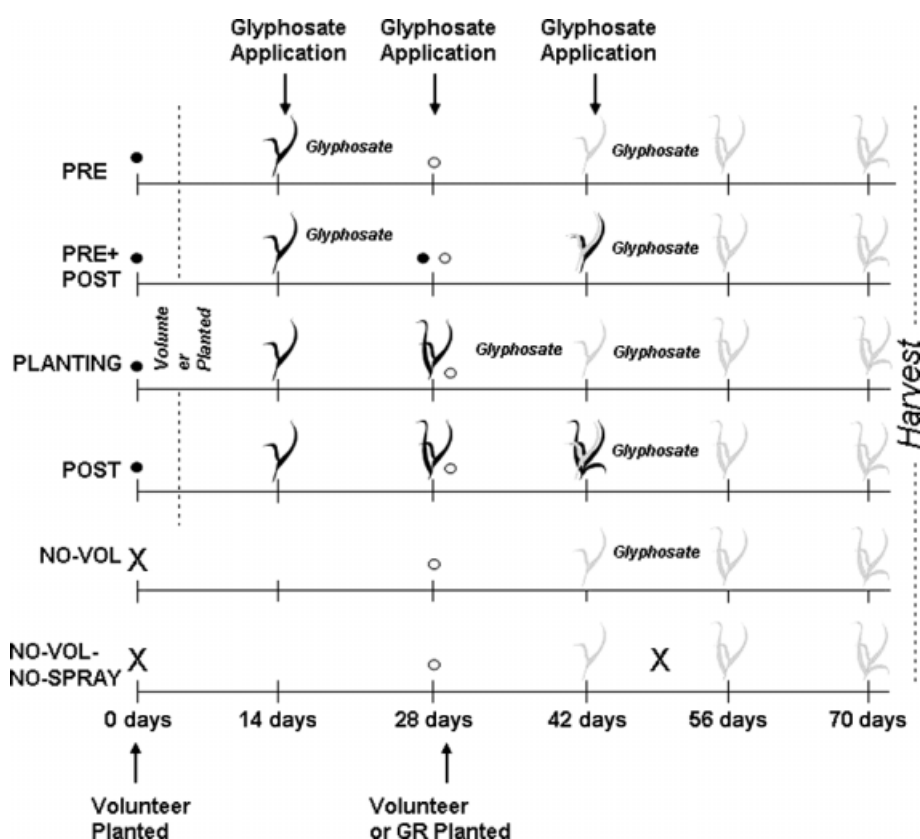 Glyphosate
Application
Glyphosate
Application
Glyphosate
Application
PRE
Glyphosate
Glyphosate
PRE+
POST
Glyphosate
Glyphosate
Volunte
er
Planted
PLANTING
Glyphosate
Glyphosate
POST
Glyphosate
NO-VOL
X
Glyphosate
NO-VOL-
NO-SPRAY
X
X
Harvest
0 days
14 days
28 days
42 days
56 days
70 days
Volunteer
Planted
Volunteer
or GR Planted